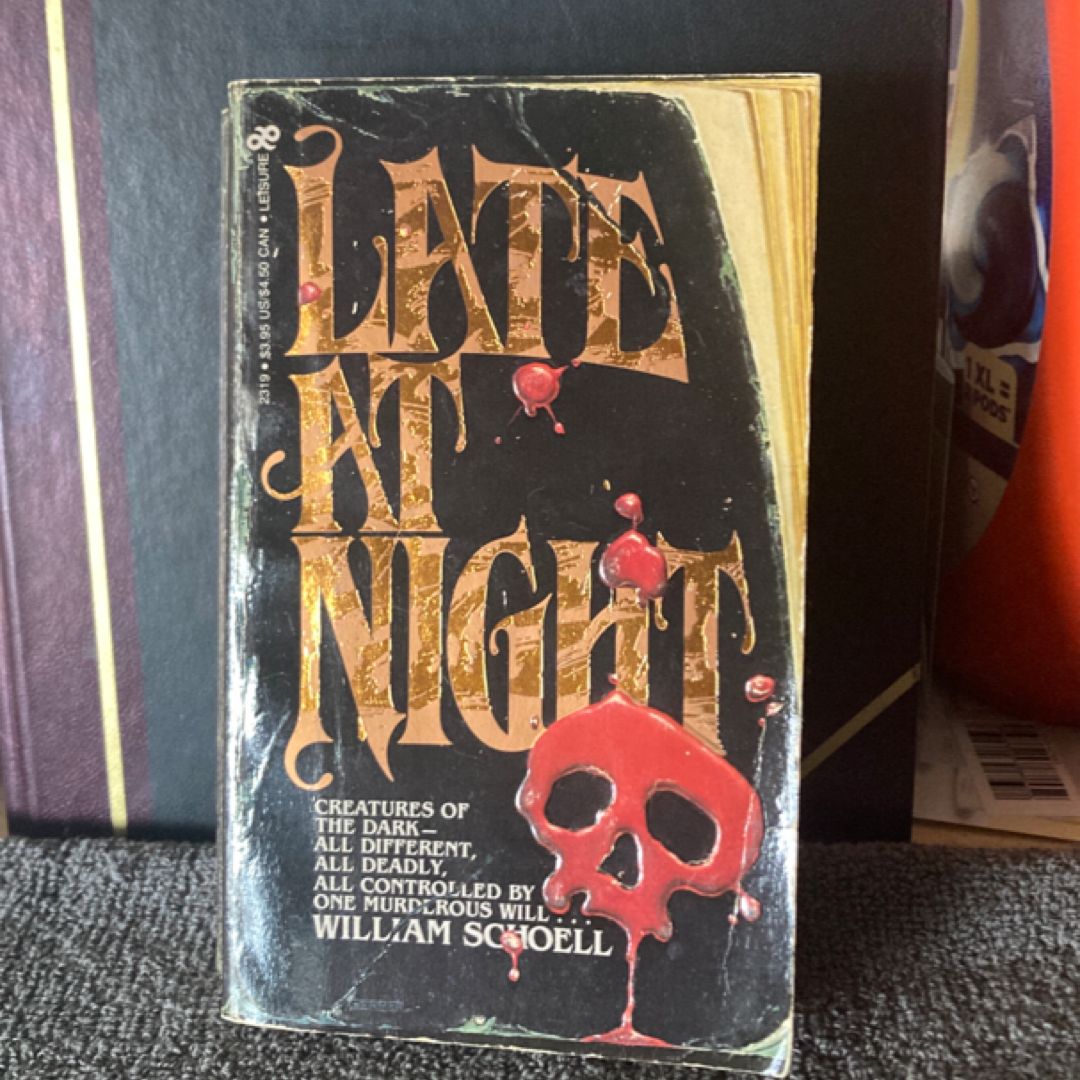 2319 • $3.95 US/$4.50 CAN • LEISURE
LATE
AT
NIGHT
CREATURES OF
THE DARK—
ALL DIFFERENT,
ALL DEADLY,
ALL CONTROLLED BY
ONE MURDEROUS WILL . . .
WILLIAM SCHOELL
1 XL =
PODS